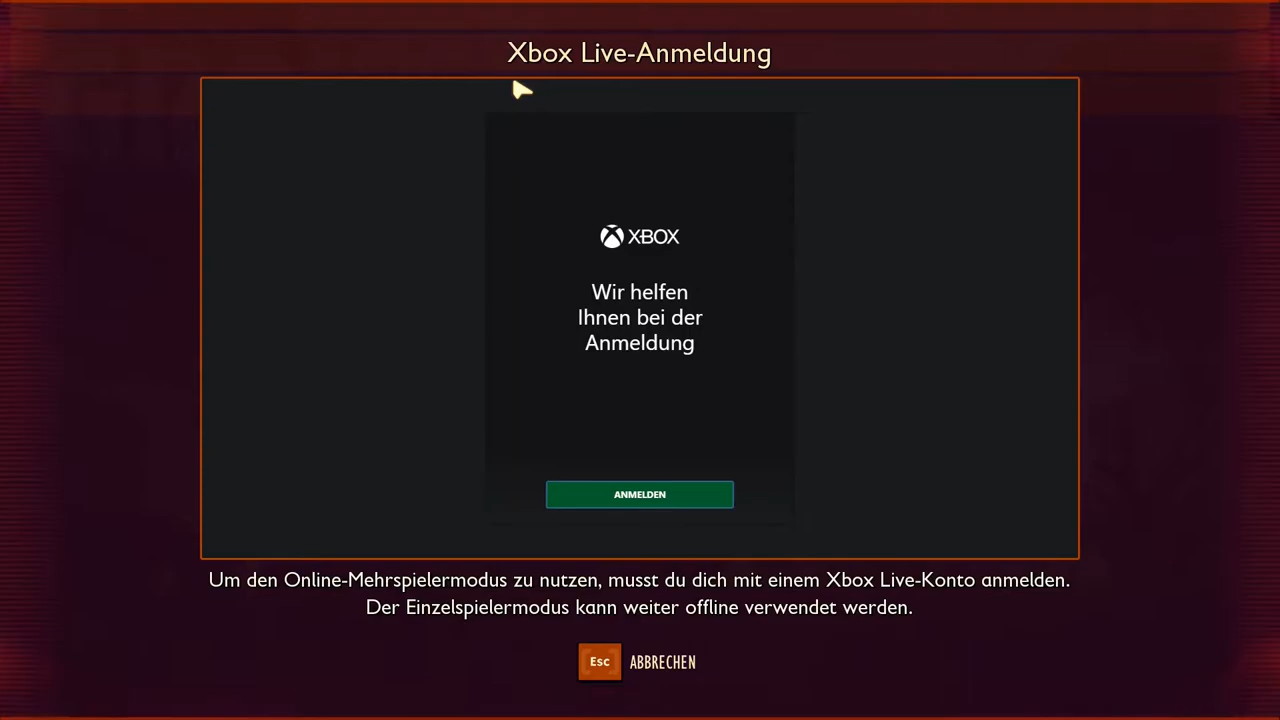 Xbox Live-Anmeldung
XBOX
Wir helfen
Ihnen bei der
Anmeldung
ANMELDEN
Um den Online-Mehrspielermodus zu nutzen, musst du dich mit einem Xbox Live-Konto anmelden.
Der Einzelspielermodus kann weiter offline verwendet werden.
Esc ABBRECHEN